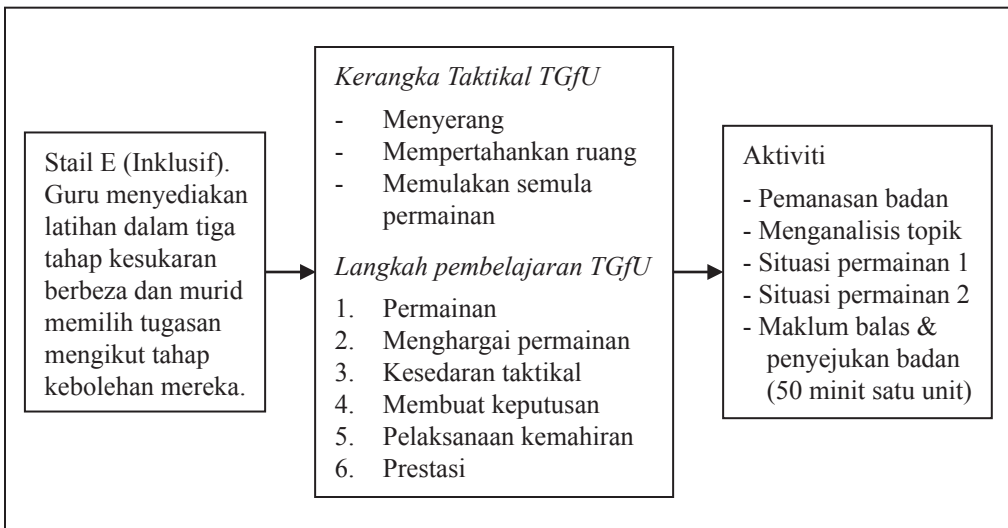 Stail E (Inklusif).
Guru menyediakan
latihan dalam tiga
tahap kesukaran
berbeza dan murid
memilih tugasan
mengikut tahap
kebolehan mereka.
Kerangka Taktikal TGfU
- Menyerang
- Mempertahankan ruang
- Memulakan semula
permainan
Langkah pembelajaran TGfU
1. Permainan
2. Menghargai permainan
3. Kesedaran taktikal
4. Membuat keputusan
5. Pelaksanaan kemahiran
6. Prestasi
Aktiviti
- Pemanasan badan
- Menganalisis topik
- Situasi permainan 1
- Situasi permainan 2
- Maklum balas &
penyejukan badan
(50 minit satu unit)